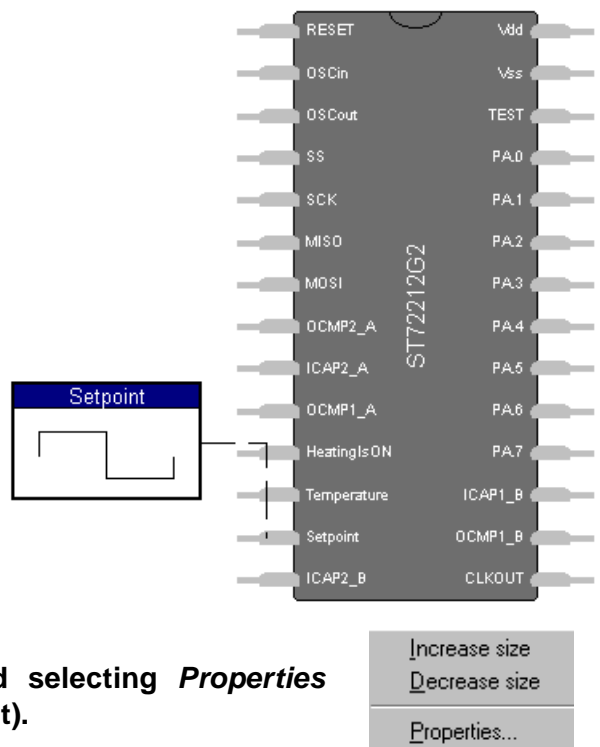 RESET
OSCin
OSCout
SS
SCK
MISO
MOSI
OCMP2_A
ICAP2_A
OCMP1_A
HeatingIsON
Temperature
Setpoint
ICAP2_B
Vdd
Vss
TEST
PA.0
PA.1
PA.2
PA.3
PA.4
PA.5
PA.6
PA.7
ICAP1_B
OCMP1_B
CLKOUT
ST72212G2
Setpoint
d selecting Properties
t).
Increase size
Decrease size
Properties...